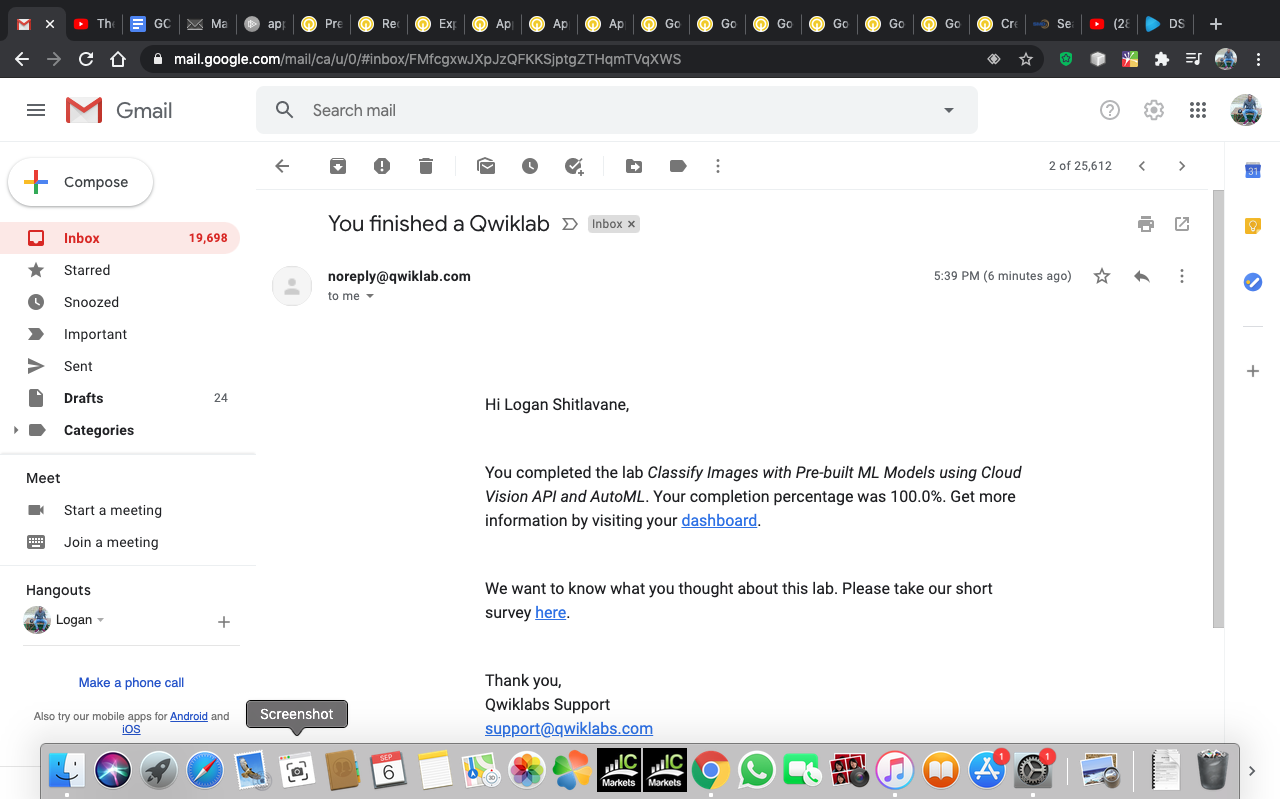 The
GC
Ma
app
Pre
Rec
Exp
App
App
App
Go
Go
Go
Go
Go
Go
Cre
Sea
(28
DS
mail.google.com/mail/ca/u/0/#inbox/FMfcgxwJXpJzQFKKSjptgZTHqmTVqXWS
Gmail
Search mail
Compose
2 of 25,612
31
Inbox 19,698
Starred
Snoozed
Important
Sent
Drafts 24
Categories
Meet
Start a meeting
Join a meeting
Hangouts
Logan
Make a phone call
Also try our mobile apps for Android and
iOS
You finished a Qwiklab
Inbox ×
noreply@qwiklab.com
5:39 PM (6 minutes ago)
to me
Hi Logan Shitlavane,
You completed the lab Classify Images with Pre-built ML Models using Cloud
Vision API and AutoML. Your completion percentage was 100.0%. Get more
information by visiting your dashboard.
We want to know what you thought about this lab. Please take our short
survey here.
Thank you,
Qwiklabs Support
support@qwiklabs.com
Screenshot
SEP
6
IC
Markets
IC
Markets
1
1